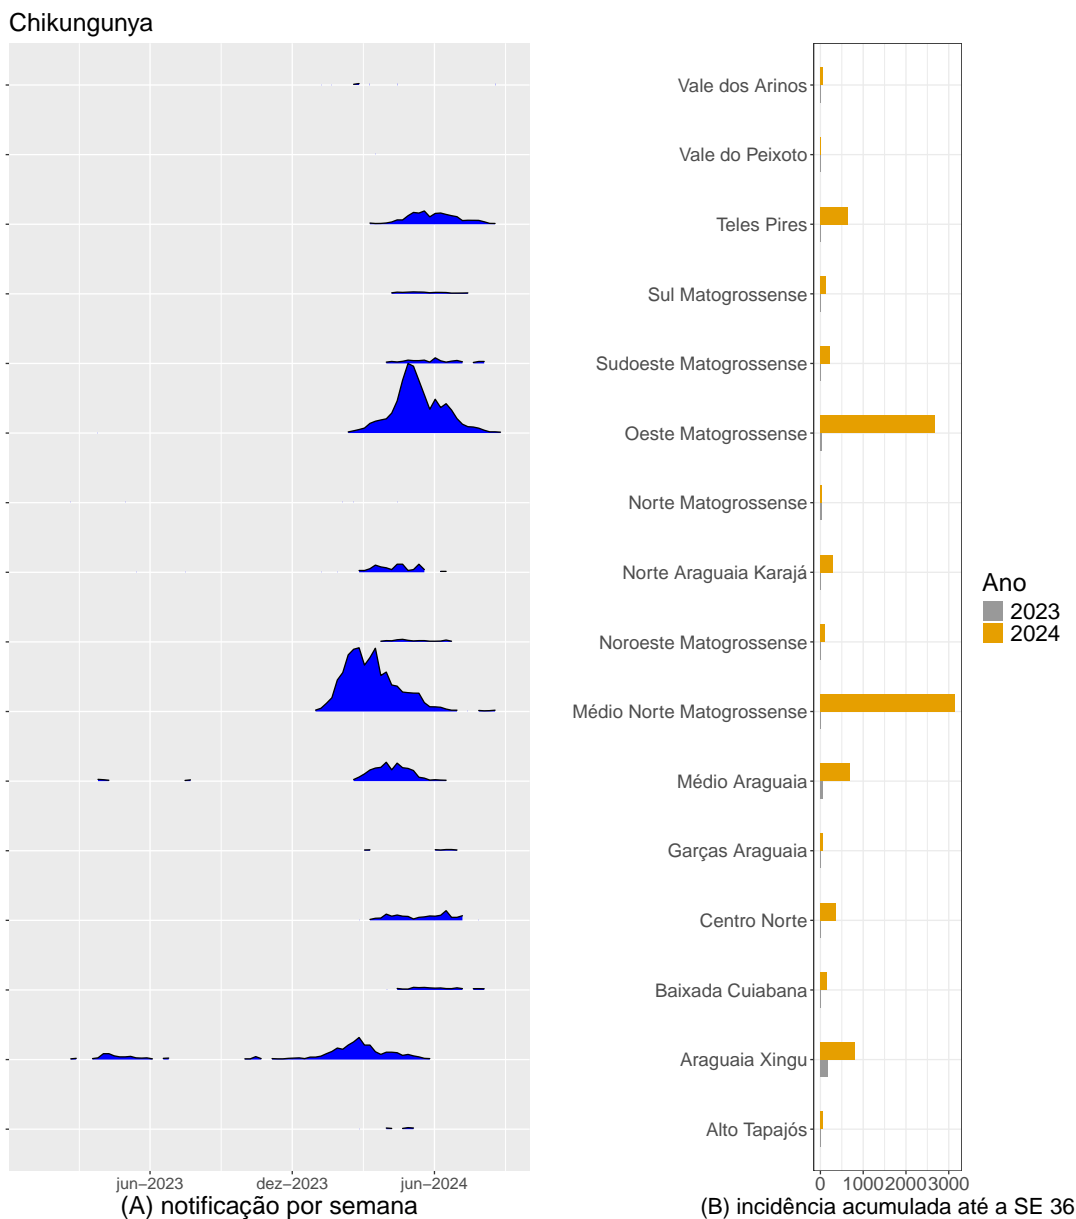 Chikungunya
Vale dos Arinos
Vale do Peixoto
Teles Pires
Sul Matogrossense
Sudoeste Matogrossense
Oeste Matogrossense
Norte Matogrossense
Norte Araguaia Karajá
Noroeste Matogrossense
Médio Norte Matogrossense
Médio Araguaia
Garças Araguaia
Centro Norte
Baixada Cuiabana
Araguaia Xingu
Alto Tapajós
Ano
2023
2024
jun–2023 dez–2023 jun–2024
0 1000 2000 3000
(A) notificação por semana
(B) incidência acumulada até a SE 36